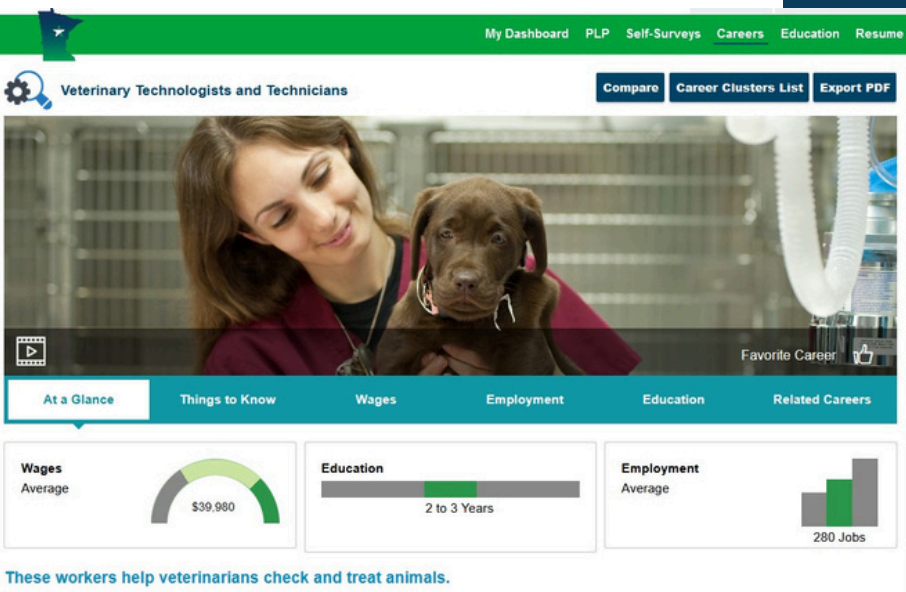 My Dashboard PLP Self-Surveys Careers Education Resume
Veterinary Technologists and Technicians
Compare Career Clusters List Export PDF
Favorite Career
At a Glance Things to Know Wages Employment Education Related Careers
Wages
Average
$39,980
Education
2 to 3 Years
Employment
Average
280 Jobs
These workers help veterinarians check and treat animals.